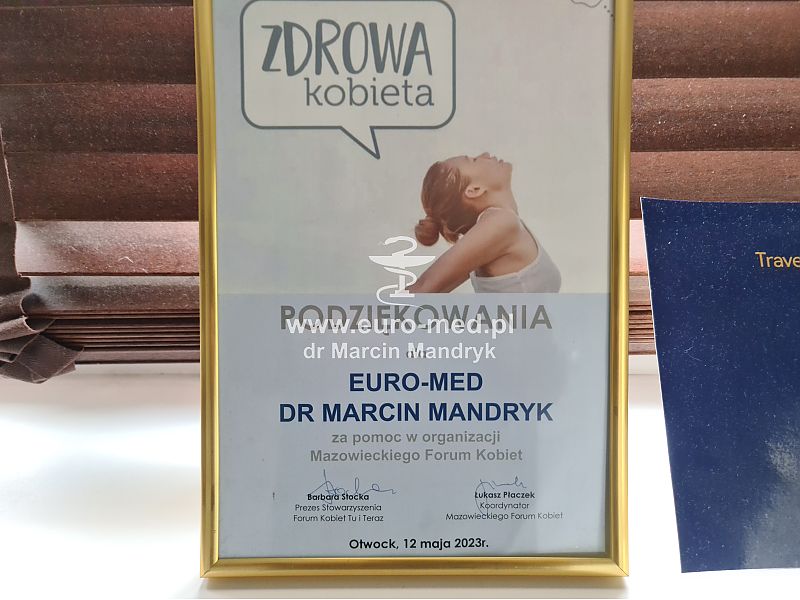 ZDROWA
kobieta
PODZIĘKOWANIA
www.euro-med.pl
dr Marcin Mandryk
EURO-MED
DR MARCIN MANDRYK
za pomoc w organizacji
Mazowieckiego Forum Kobiet
Barbara Słocka
Prezes Stowarzyszenia
Forum Kobiet Tu i Teraz
Łukasz Płaczek
Koordynator
Mazowieckiego Forum Kobiet
Otwock, 12 maja 2023r.
Trave